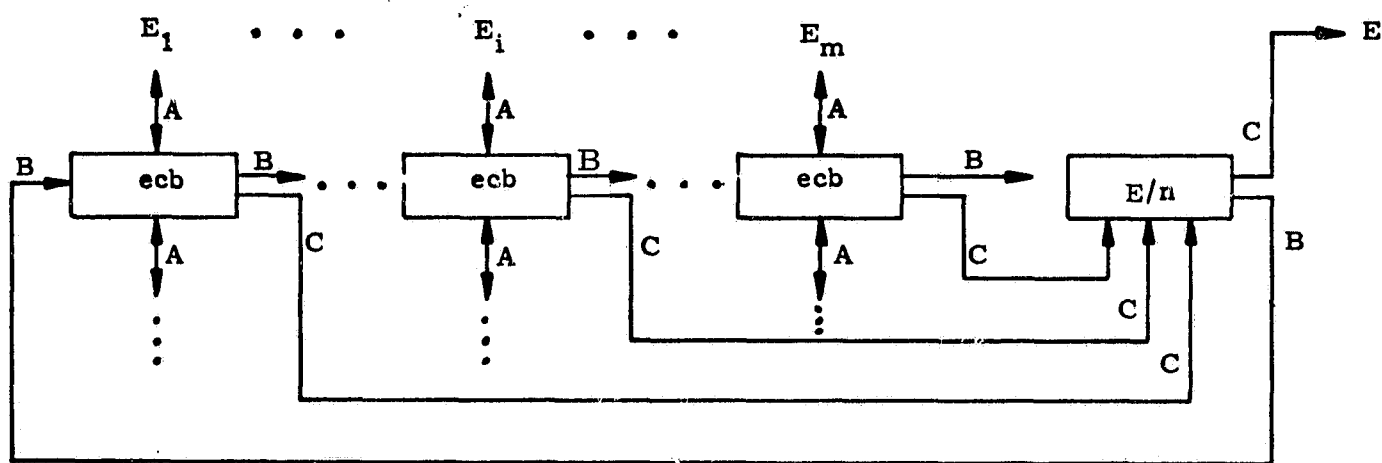 E₁ . . . Eᵢ . . . Eₘ E
A A A
C
B B B B
ecb ecb ecb E/n
B
A C A C A C
C
C